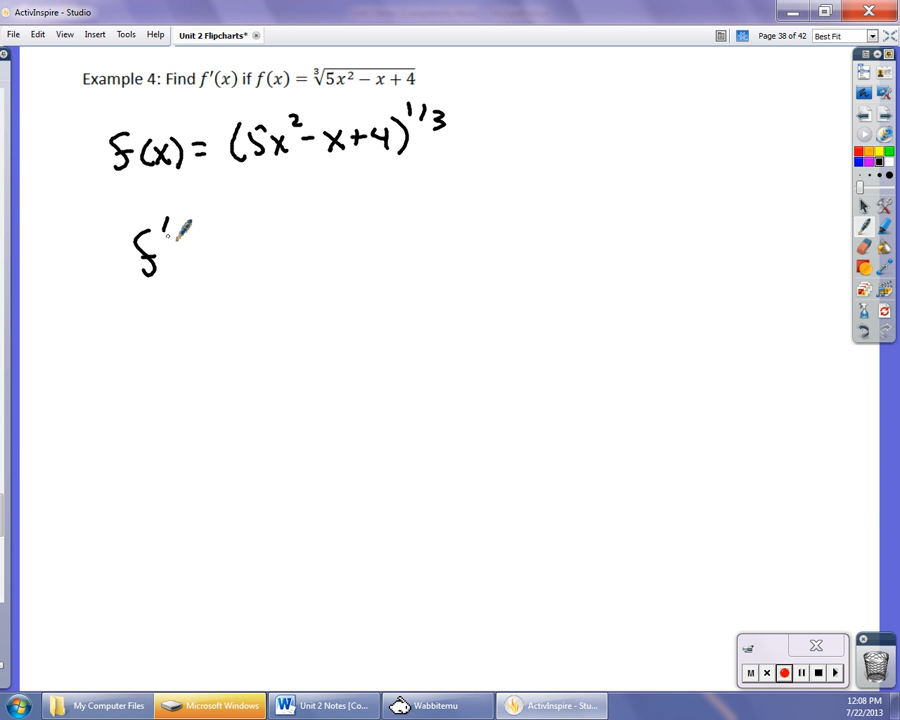 ActivInspire - Studio
File Edit View Insert Tools Help Unit 2 Flipcharts* Page 38 of 42 Best Fit
Example 4: Find f′(x) if f(x) = ∛5x² − x + 4
f(x) = (5x² - x + 4)^1/3
f'
M
My Computer Files Microsoft Windows Unit 2 Notes [Co... Wabbitemu ActivInspire - Stu...
12:08 PM
7/22/2013